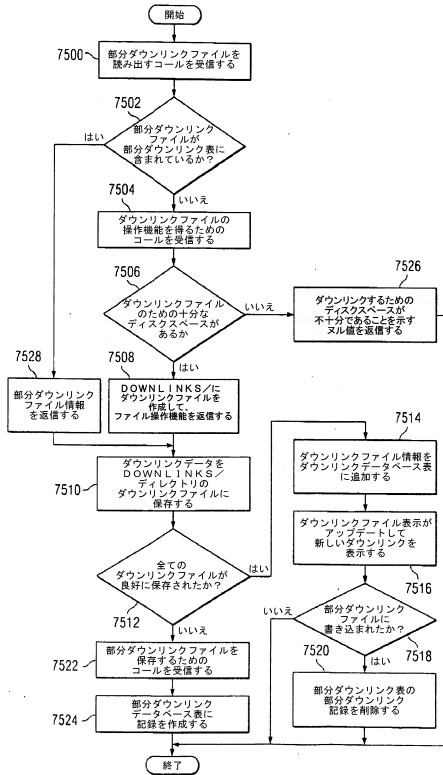 開始
7500
部分ダウンリンクファイルを
読み出すコールを受信する
7502
部分ダウンリンク
ファイルが
部分ダウンリンク表に
含まれているか？
はい
いいえ
7504
ダウンリンクファイルの
操作機能を得るための
コールを受信する
7506
ダウンリンクファイル
のための十分な
ディスクスペースが
あるか
いいえ
はい
7526
ダウンリンクするための
ディスクスペースが
不十分であることを示す
ヌル値を返信する
7528
部分ダウンリンク
ファイル情報
を返信する
7508
DOWNLINKS/に
ダウンリンクファイルを
作成して、
ファイル操作機能を返信する
7510
ダウンリンクデータを
DOWNLINKS/
ディレクトリの
ダウンリンクファイルに
保存する
7512
全ての
ダウンリンクファイルが
良好に保存されたか？
はい
いいえ
7514
ダウンリンクファイル情報を
ダウンリンクデータベース表
に追加する
ダウンリンクファイル表示が
アップデートして
新しいダウンリンクを
表示する
7516
部分ダウンリンク
ファイルに
書き込まれたか？
7518
いいえ
はい
7520
部分ダウンリンク表の
部分ダウンリンク
記録を削除する
7522
部分ダウンリンクファイルを
保存するための
コールを受信する
7524
部分ダウンリンク
データベース表に
記録を作成する
終了